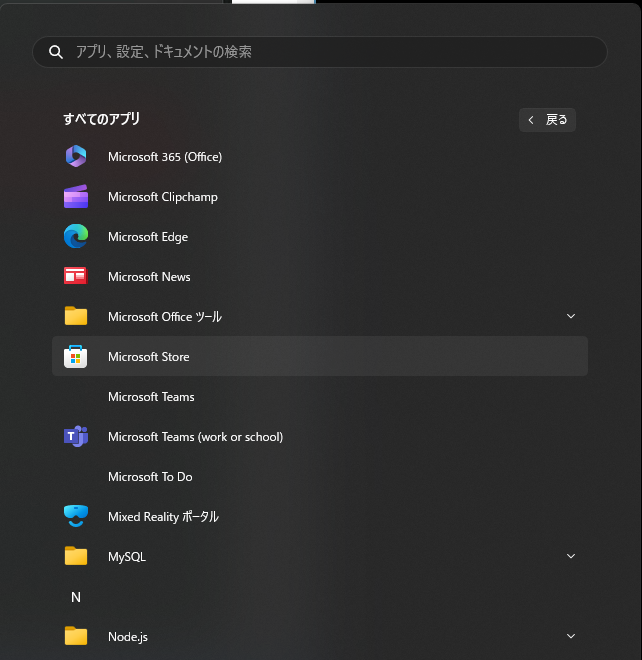 アプリ、設定、ドキュメントの検索
すべてのアプリ
戻る
Microsoft 365 (Office)
Microsoft Clipchamp
Microsoft Edge
Microsoft News
Microsoft Office ツール
Microsoft Store
Microsoft Teams
T
Microsoft Teams (work or school)
Microsoft To Do
Mixed Reality ポータル
MySQL
N
Node.js